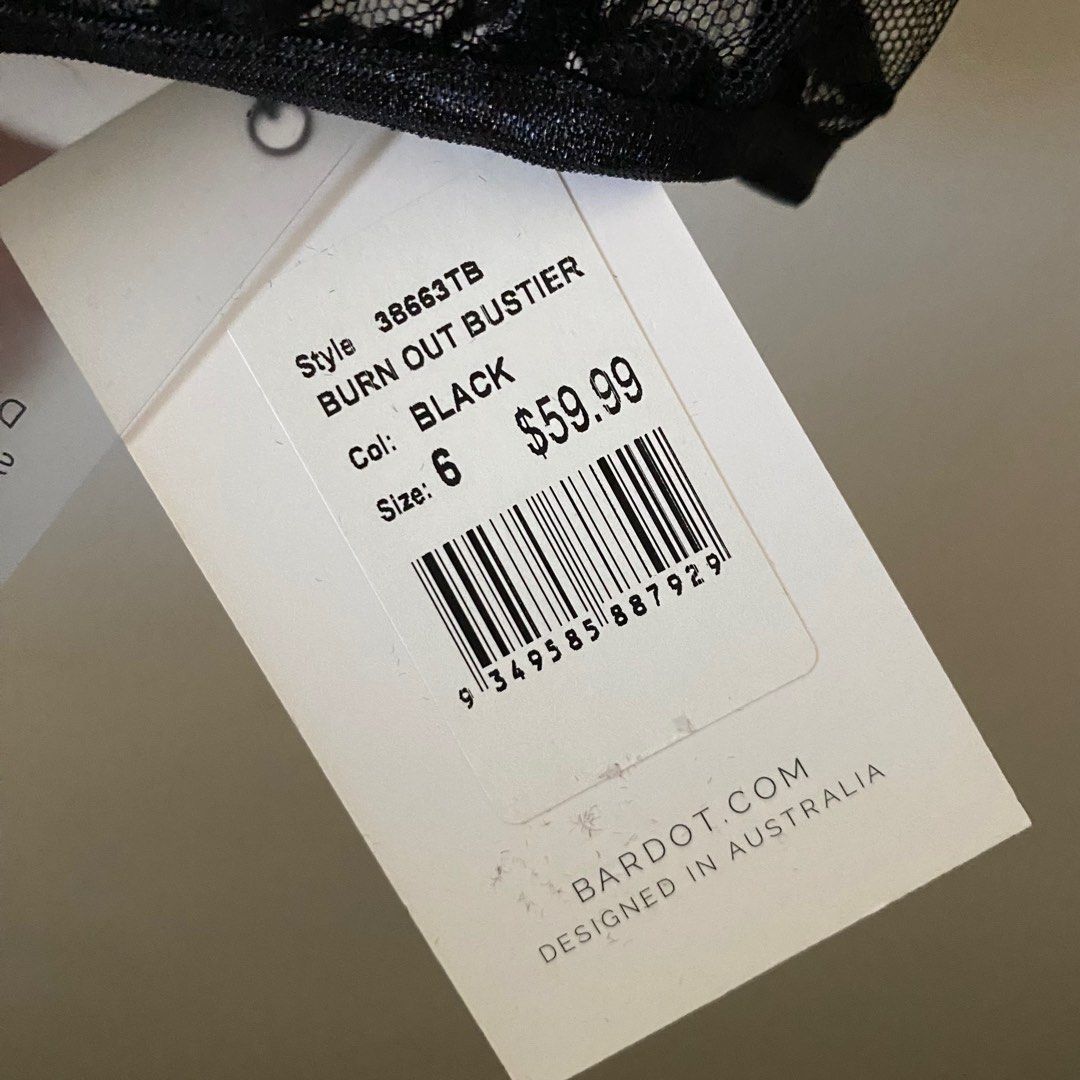 Style 38663TB
BURN OUT BUSTIER
Col: BLACK
Size: 6 $59.99
9 349585 887929
BARDOT.COM
DESIGNED IN AUSTRALIA